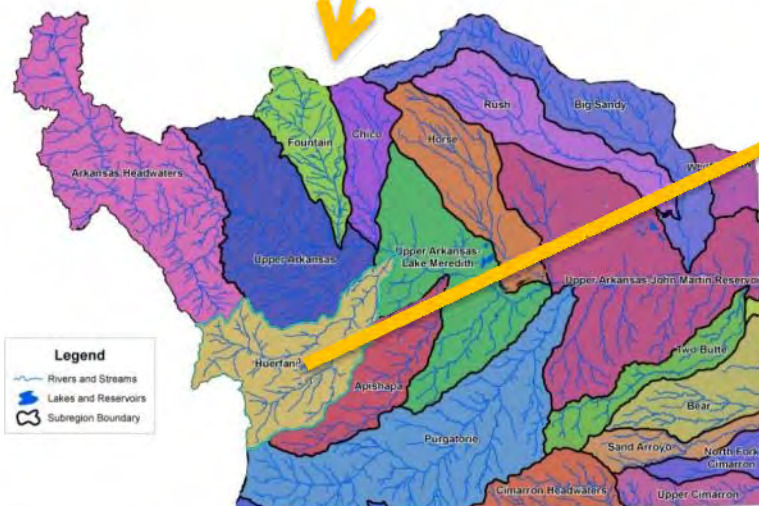 Rush
Big Sandy
Fountain
Chico
Horse
Arkansas Headwaters
Upper Arkansas
Upper Arkansas-
Lake Meredith
Upper Arkansas-John Martin Reservoi
Huerfano
Apishapa
Two Butte
Bear
Purgatorie
Sand Arroyo
North Fork
Cimarron
Cimarron Headwaters
Upper Cimarron
Legend
Rivers and Streams
Lakes and Reservoirs
Subregion Boundary